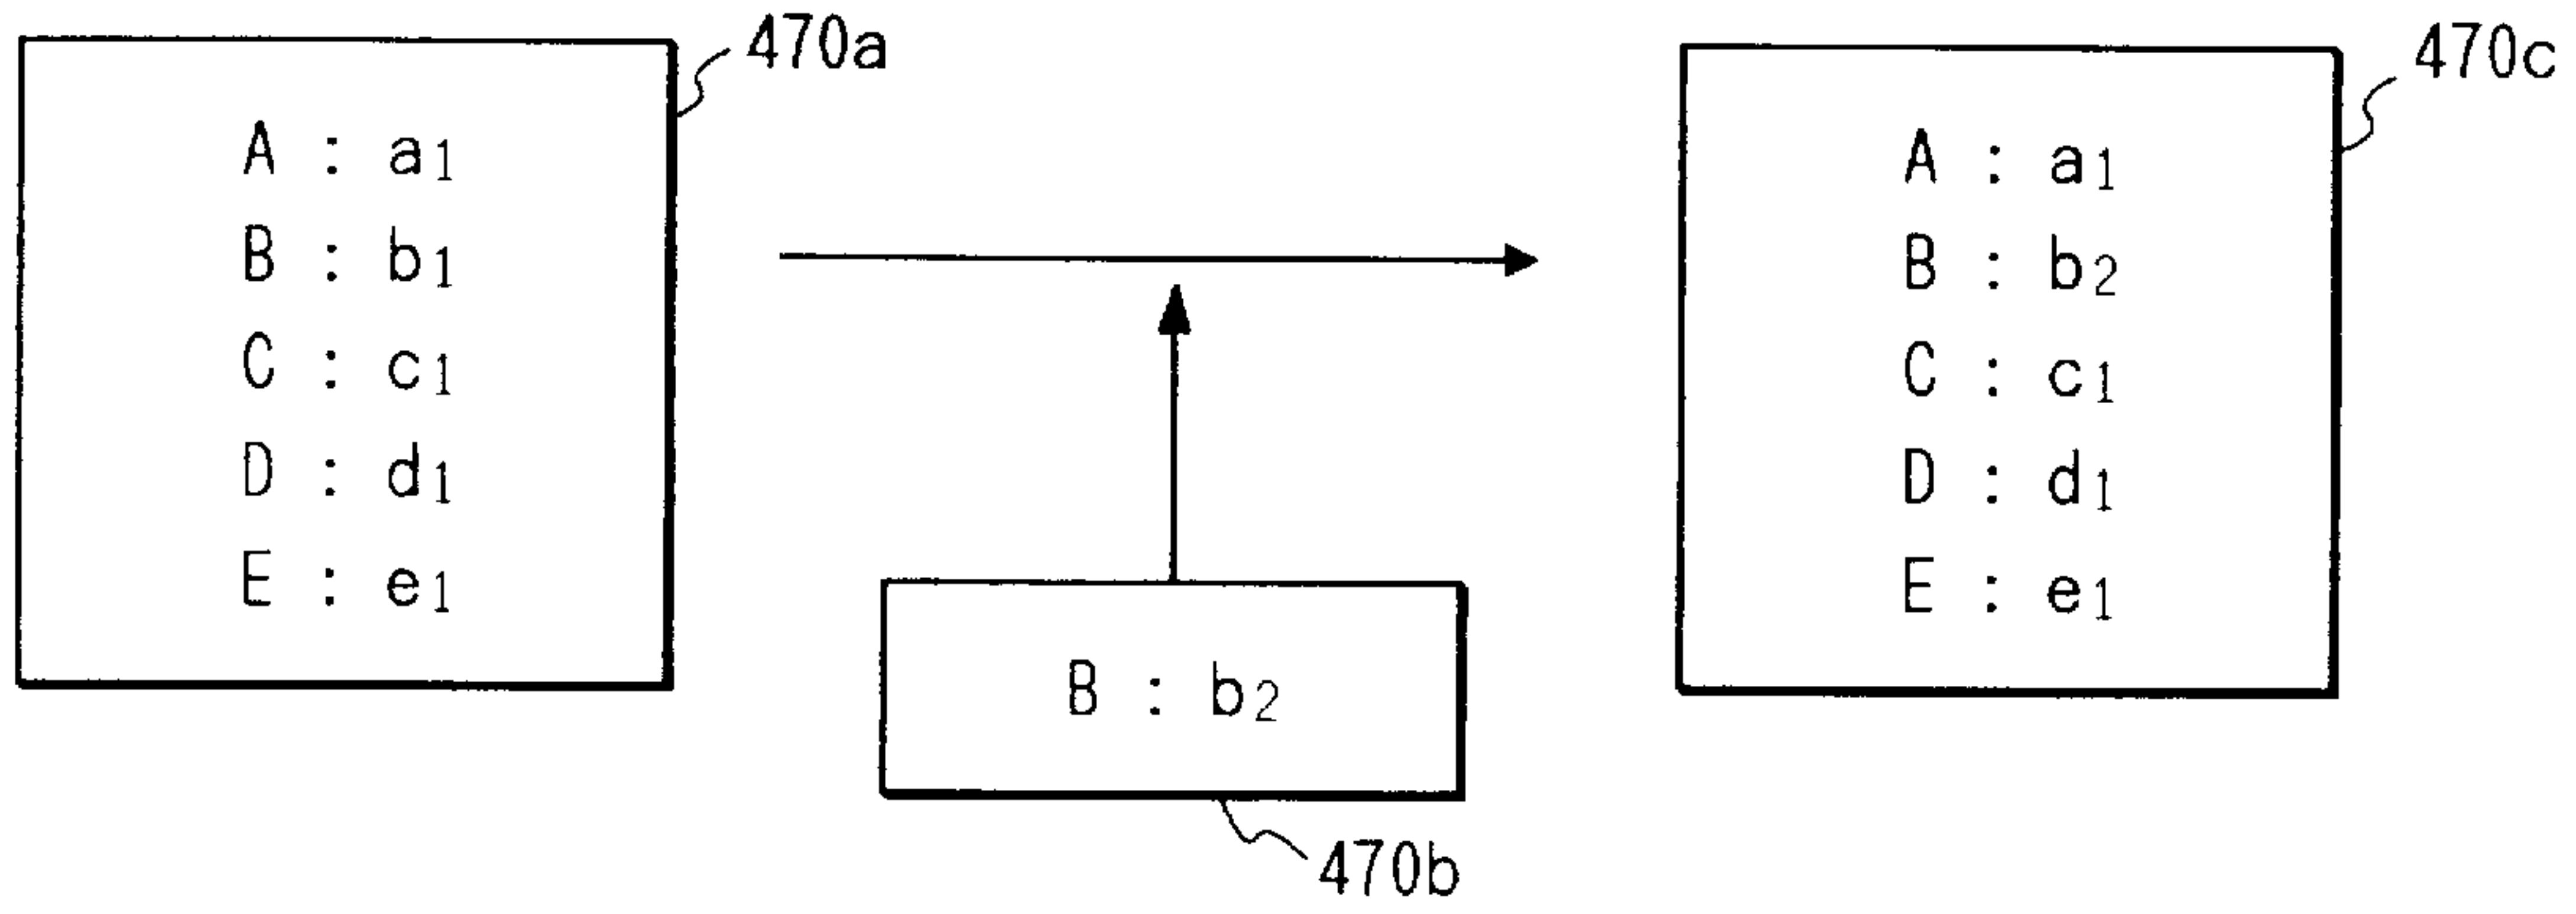 470a
A : a1
B : b1
C : c1
D : d1
E : e1
B : b2
470b
470c
A : a1
B : b2
C : c1
D : d1
E : e1